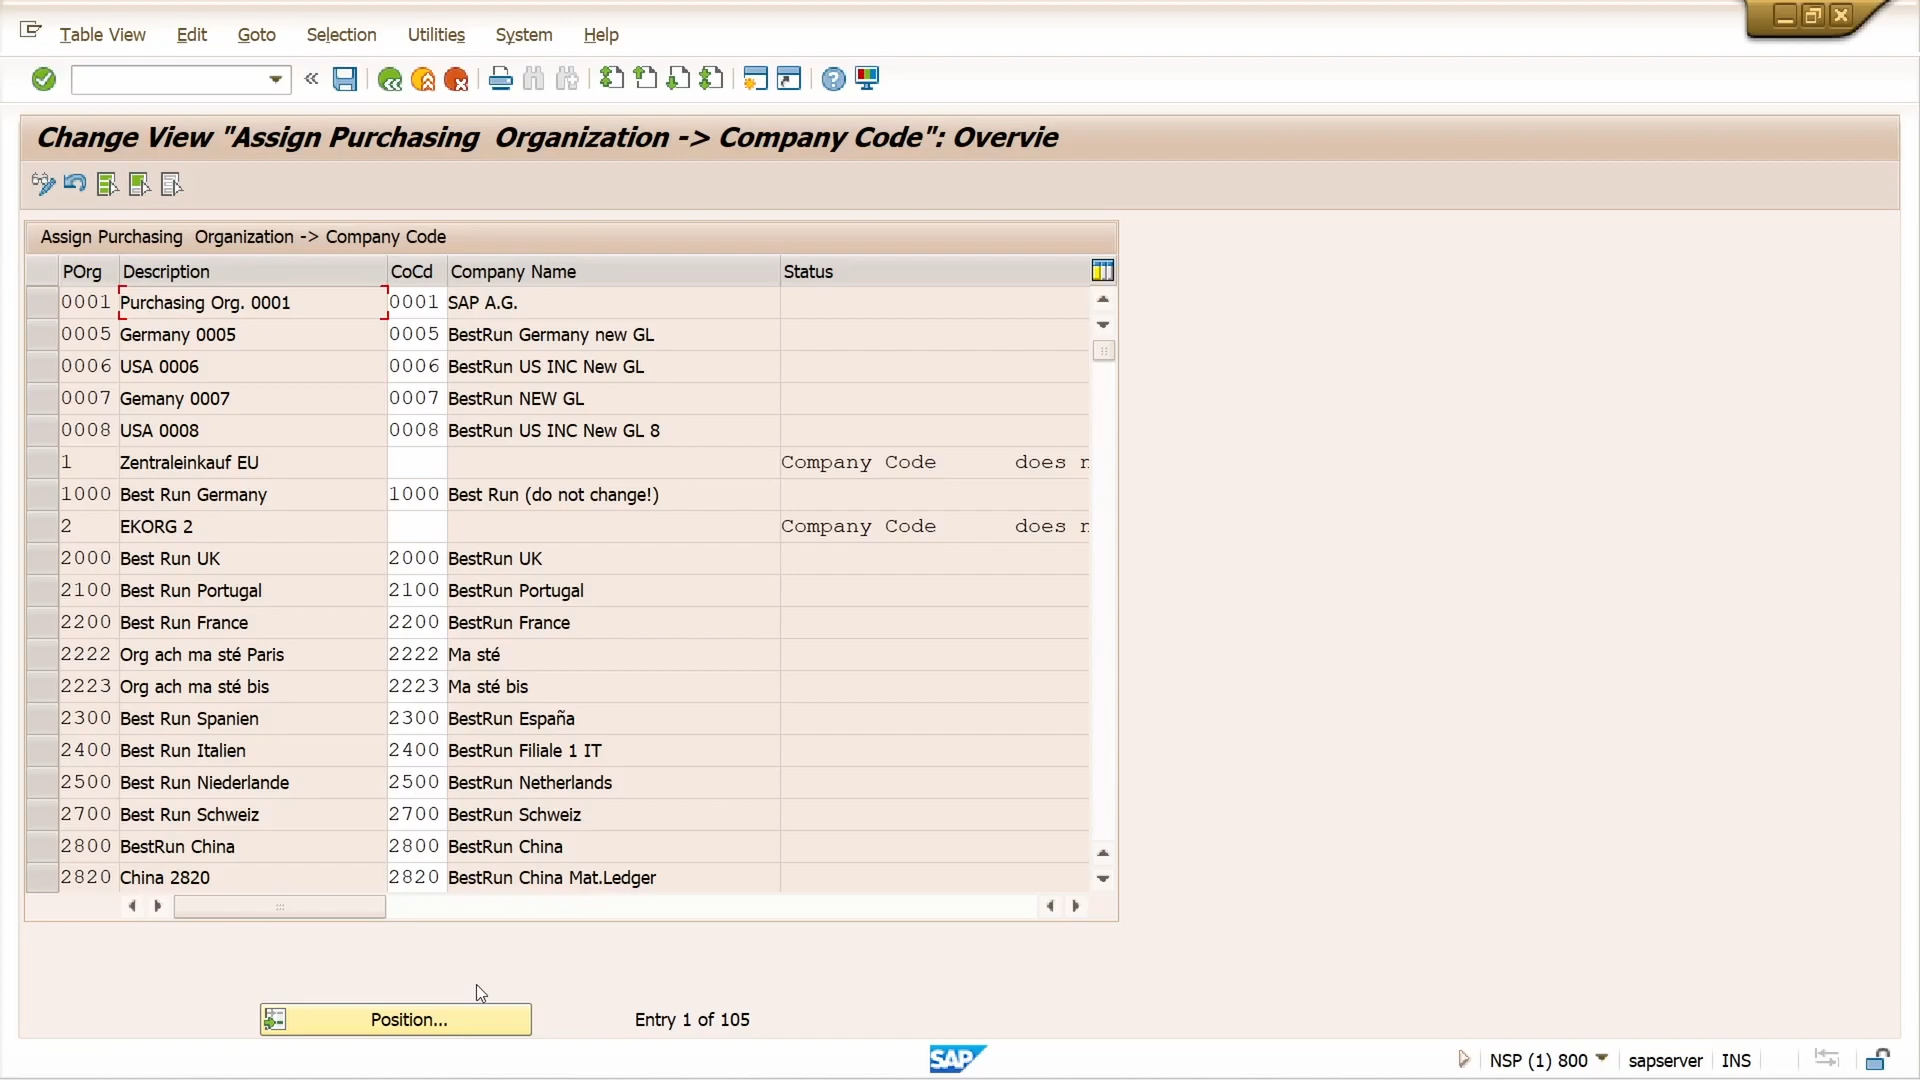 Table View Edit Goto Selection Utilities System Help
Change View "Assign Purchasing Organization -> Company Code": Overvie
Assign Purchasing Organization -> Company Code
POrg Description CoCd Company Name Status
0001 Purchasing Org. 0001 0001 SAP A.G.
0005 Germany 0005 0005 BestRun Germany new GL
0006 USA 0006 0006 BestRun US INC New GL
0007 Gemany 0007 0007 BestRun NEW GL
0008 USA 0008 0008 BestRun US INC New GL 8
1 Zentraleinkauf EU Company Code does n
1000 Best Run Germany 1000 Best Run (do not change!)
2 EKORG 2 Company Code does n
2000 Best Run UK 2000 BestRun UK
2100 Best Run Portugal 2100 BestRun Portugal
2200 Best Run France 2200 BestRun France
2222 Org ach ma sté Paris 2222 Ma sté
2223 Org ach ma sté bis 2223 Ma sté bis
2300 Best Run Spanien 2300 BestRun España
2400 Best Run Italien 2400 BestRun Filiale 1 IT
2500 Best Run Niederlande 2500 BestRun Netherlands
2700 Best Run Schweiz 2700 BestRun Schweiz
2800 BestRun China 2800 BestRun China
2820 China 2820 2820 BestRun China Mat.Ledger
Position... Entry 1 of 105
SAP NSP (1) 800 sapserver INS